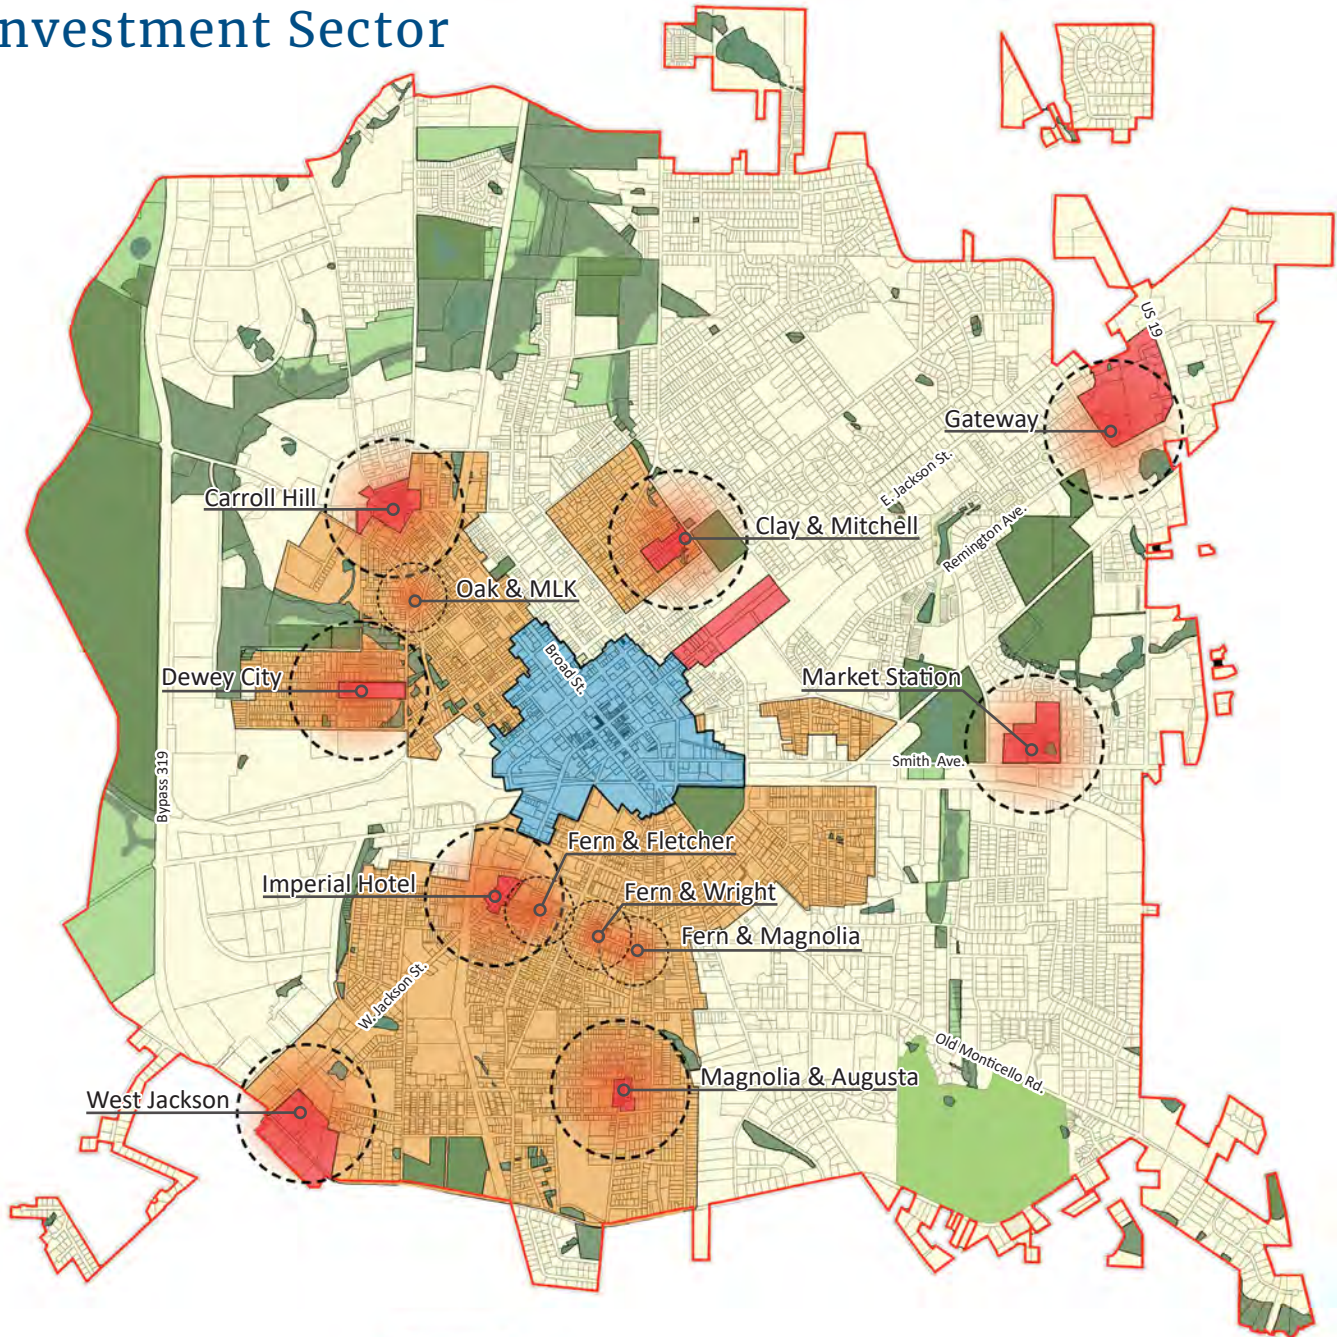 nvestment Sector
US 19
Gateway
E. Jackson St.
Carroll Hill
Clay & Mitchell
Remington Ave.
Oak & MLK
Broad St.
Dewey City
Market Station
Smith Ave.
Bypass 319
Fern & Fletcher
Imperial Hotel
Fern & Wright
Fern & Magnolia
W. Jackson St.
Old Monticello Rd.
Magnolia & Augusta
West Jackson